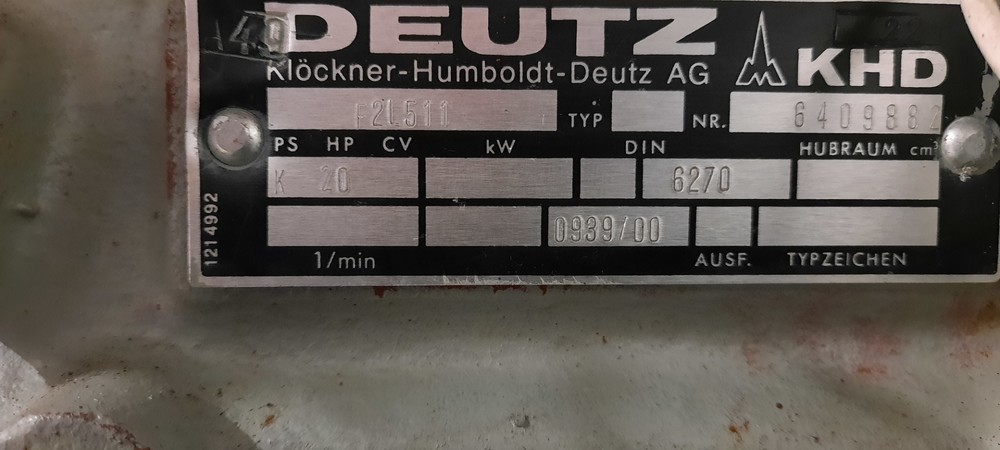 DEUTZ
Klöckner-Humboldt-Deutz AG KHD
F2L511 TYP NR. 6409882
PS HP CV kW DIN HUBRAUM cm³
K 20 6270
0939/00
1/min AUSF. TYPZEICHEN
1214992